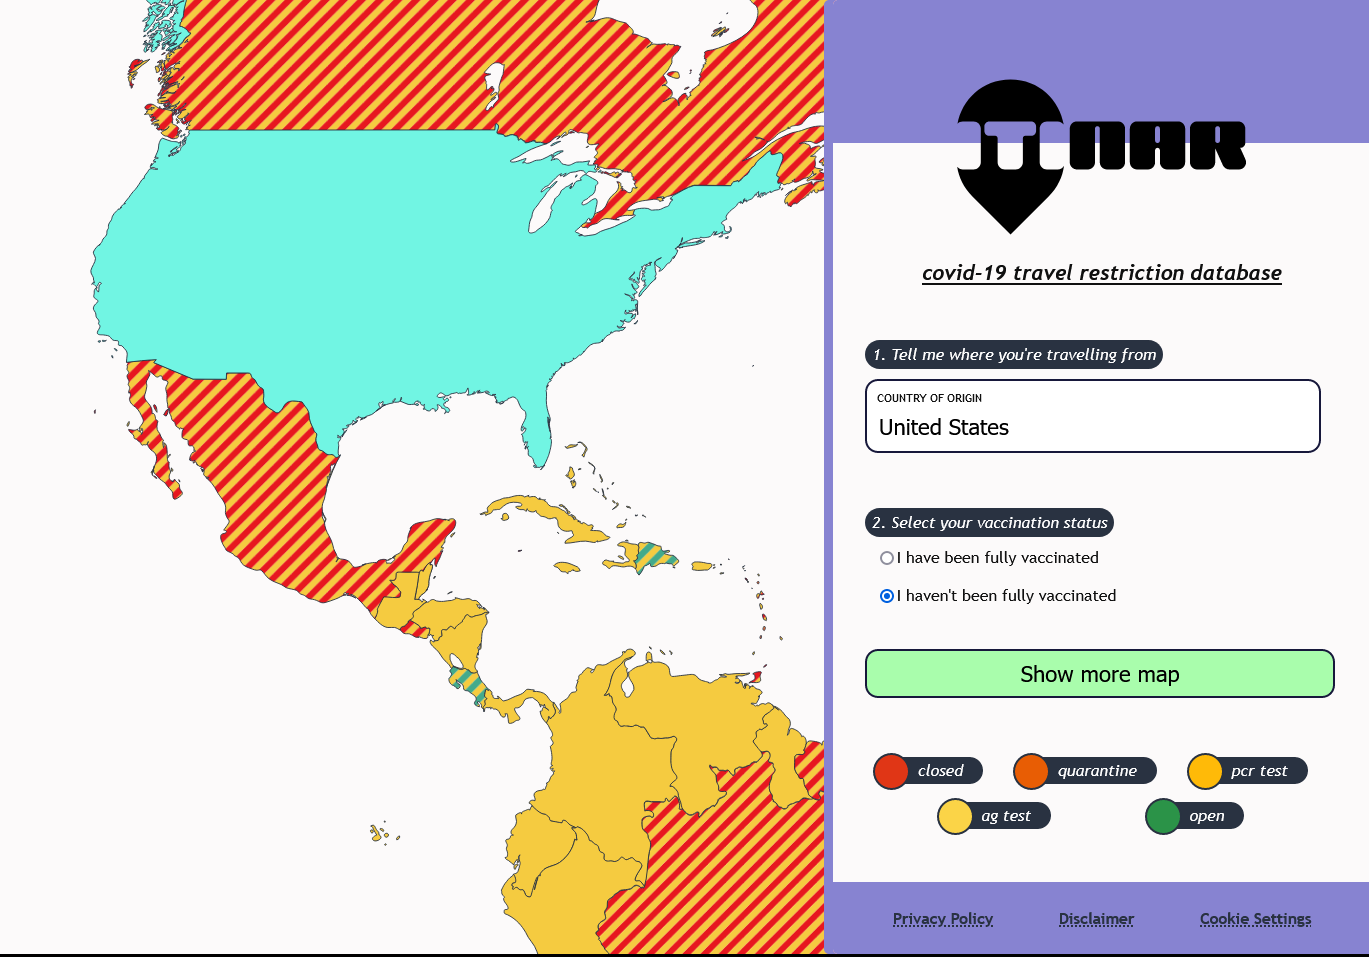 TNAR
covid-19 travel restriction database
1. Tell me where you're travelling from
COUNTRY OF ORIGIN
United States
2. Select your vaccination status
I have been fully vaccinated
I haven't been fully vaccinated
Show more map
closed
quarantine
pcr test
ag test
open
Privacy Policy
Disclaimer
Cookie Settings